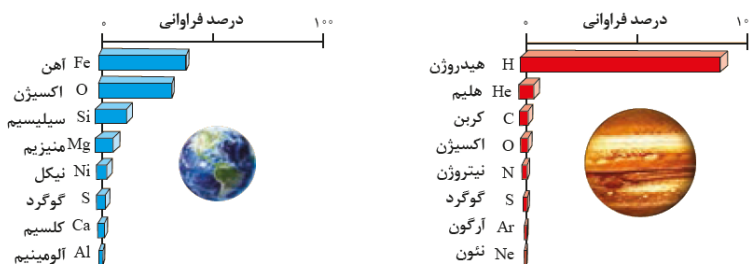 درصد فراوانی
۰ ۱۰۰
Fe آهن
O اکسیژن
Si سیلیسیم
Mg منیزیم
Ni نیکل
S گوگرد
Ca کلسیم
Al آلومینیم
درصد فراوانی
۰ ۱۰
H هیدروژن
He هلیم
C کربن
O اکسیژن
N نیتروژن
S گوگرد
Ar آرگون
Ne نئون